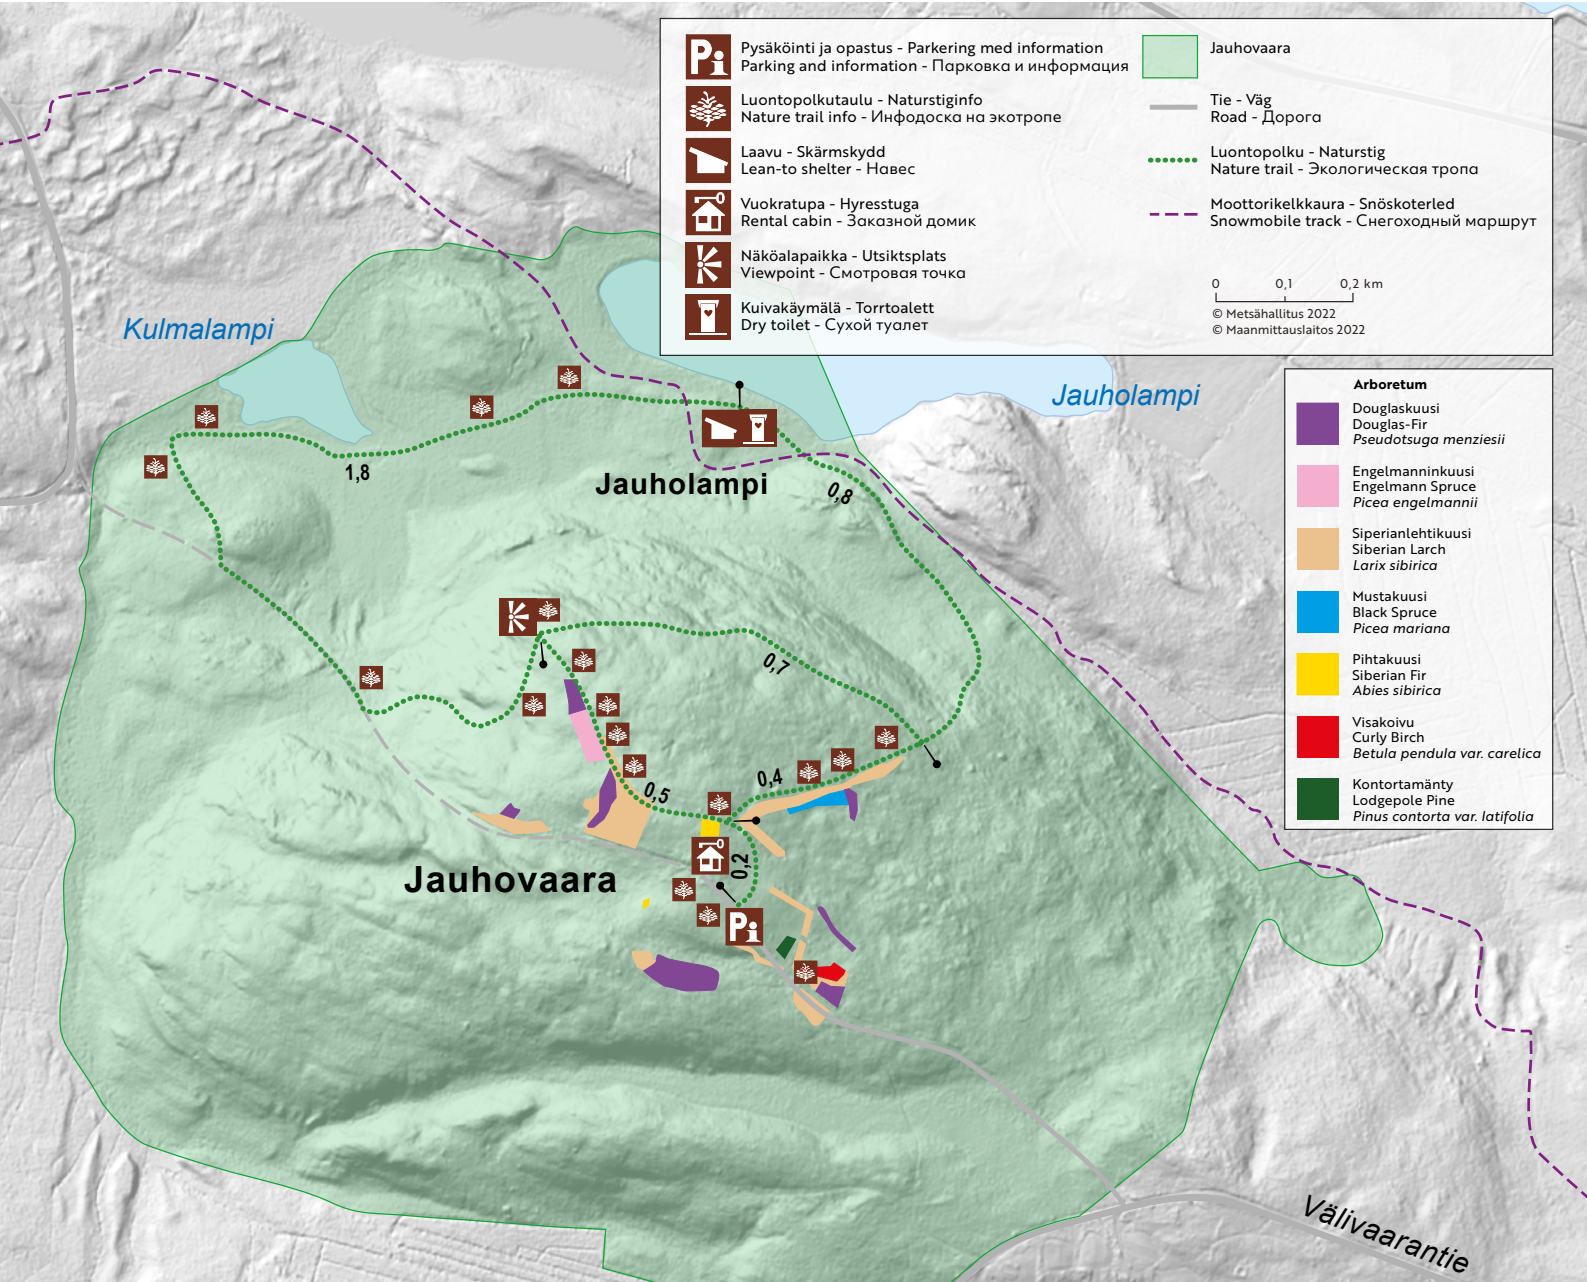 Pysäköinti ja opastus - Parkering med information
Parking and information - Парковка и информация
Luontopolkutaulu - Naturstiginfo
Nature trail info - Инфодоска на экотропе
Laavu - Skärmskydd
Lean-to shelter - Навес
Vuokratupa - Hyresstuga
Rental cabin - Заказной домик
Näköalapaikka - Utsiktsplats
Viewpoint - Смотровая точка
Kuivakäymälä - Torrtoalett
Dry toilet - Сухой туалет
Jauhovaara
Tie - Väg
Road - Дорога
Luontopolku - Naturstig
Nature trail - Экологическая тропа
Moottorikelkkaura - Snöskoterled
Snowmobile track - Снегоходный маршрут
0 0,1 0,2 km
© Metsähallitus 2022
© Maanmittauslaitos 2022
Arboretum
Douglaskuusi
Douglas-Fir
Pseudotsuga menziesii
Engelmanninkuusi
Engelmann Spruce
Picea engelmannii
Siperianlehtikuusi
Siberian Larch
Larix sibirica
Mustakuusi
Black Spruce
Picea mariana
Pihtakuusi
Siberian Fir
Abies sibirica
Visakoivu
Curly Birch
Betula pendula var. carelica
Kontortamänty
Lodgepole Pine
Pinus contorta var. latifolia
Kulmalampi
Jauholampi
1,8
Jauholampi
0,8
0,7
0,4
0,5
0,2
Jauhovaara
Pi
Välivaarantie